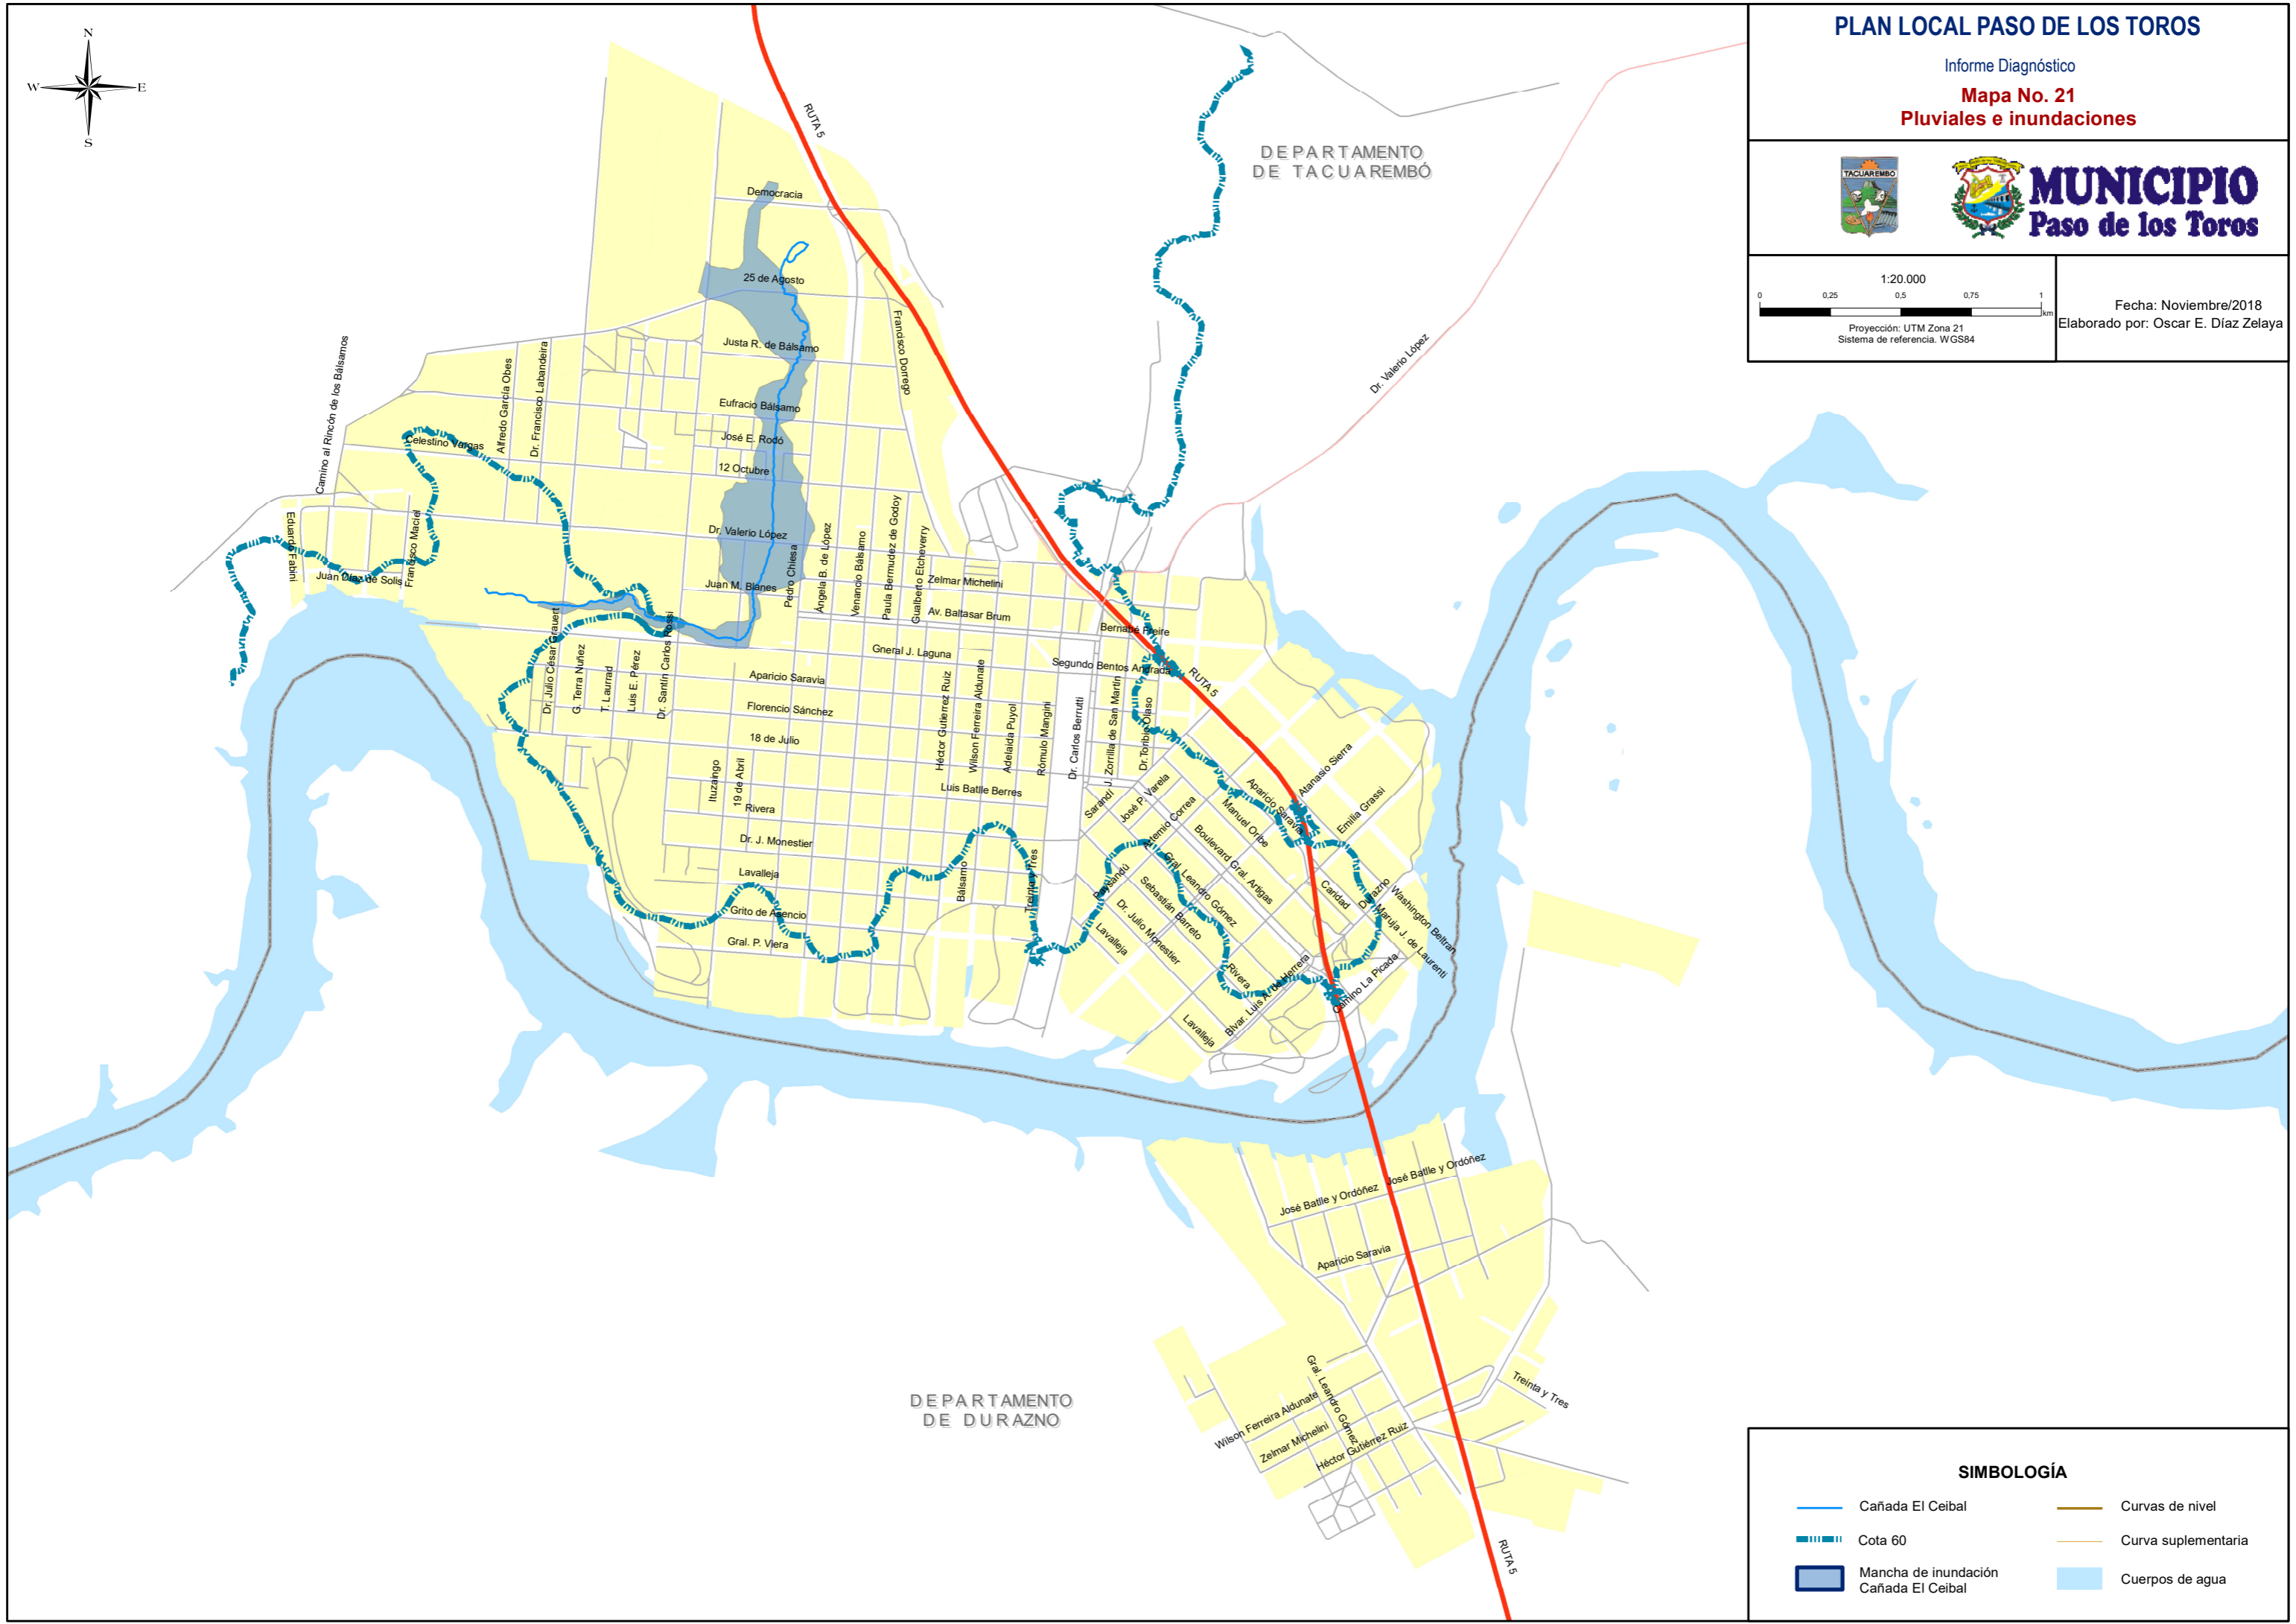 PLAN LOCAL PASO DE LOS TOROS
Informe Diagnóstico
Mapa No. 21
Pluviales e inundaciones
TACUAREMBO
MUNICIPIO
Paso de los Toros
1:20.000
0 0,25 0,5 0,75 1
km
Proyección: UTM Zona 21
Sistema de referencia. WGS84
Fecha: Noviembre/2018
Elaborado por: Oscar E. Díaz Zelaya
N
W E
S
RUTA 5
DEPARTAMENTO
DE TACUAREMBÓ
Democracia
25 de Agosto
Francisco Dorrego
Justa R. de Bálsamo
Dr. Valerio López
Camino al Rincón de los Bálsamos
Alfredo García Obes
Dr. Francisco Labandeira
Eufracio Bálsamo
Celestino Vargas
José E. Rodó
12 Octubre
Eduardo Fabini
Francisco Maciel
Juan Díaz de Solis
Dr. Valerio López
Juan M. Blanes
Pedro Chiesa
Ángela B. de López
Venancio Bálsamo
Paula Bermudez de Godoy
Gualberto Etcheverry
Zelmar Michelini
Av. Baltasar Brum
Bernabé Freire
Gneral J. Laguna
Segundo Bentos Andrada
RUTA 5
Dr. Julio César Grauert
G. Terra Nuñez
T. Laurrad
Luis E. Pérez
Dr. Santín Carlos Rossi
Aparicio Saravia
Florencio Sánchez
18 de Julio
Héctor Gutierrez Ruiz
Wilson Ferreira Aldunate
Adelaida Puyol
Rómulo Mangini
Dr. Carlos Berrutti
J. Zorrilla de San Martín
Dr. Toribio Olaso
Ituzaingo
19 de Abril
Luis Batlle Berres
Rivera
Dr. J. Monestier
Lavalleja
Grito de Asencio
Gral. P. Viera
Bálsamo
Treinta y Tres
Sarandí
José P. Varela
Artemio Correa
Aparicio Saravia
Manuel Oribe
Atanasio Sierra
Emilia Grassi
Boulevard Gral. Artigas
Paysandú
Gral. Leandro Gómez
Sebastián Barreto
Dr. Julio Monestier
Lavalleja
Caridad
Durazno
Washington Beltran
Maruja J. de Laurenti
Rivera
Blvar. Luis A. de Herrera
Camino La Picada
Lavalleja
José Batlle y Ordóñez
José Batlle y Ordóñez
Aparicio Saravia
DEPARTAMENTO
DE DURAZNO
Wilson Ferreira Aldunate
Gral. Leandro Gómez
Zelmar Michelini
Héctor Gutiérrez Ruiz
Treinta y Tres
RUTA 5
SIMBOLOGÍA
Cañada El Ceibal
Curvas de nivel
Cota 60
Curva suplementaria
Mancha de inundación
Cañada El Ceibal
Cuerpos de agua